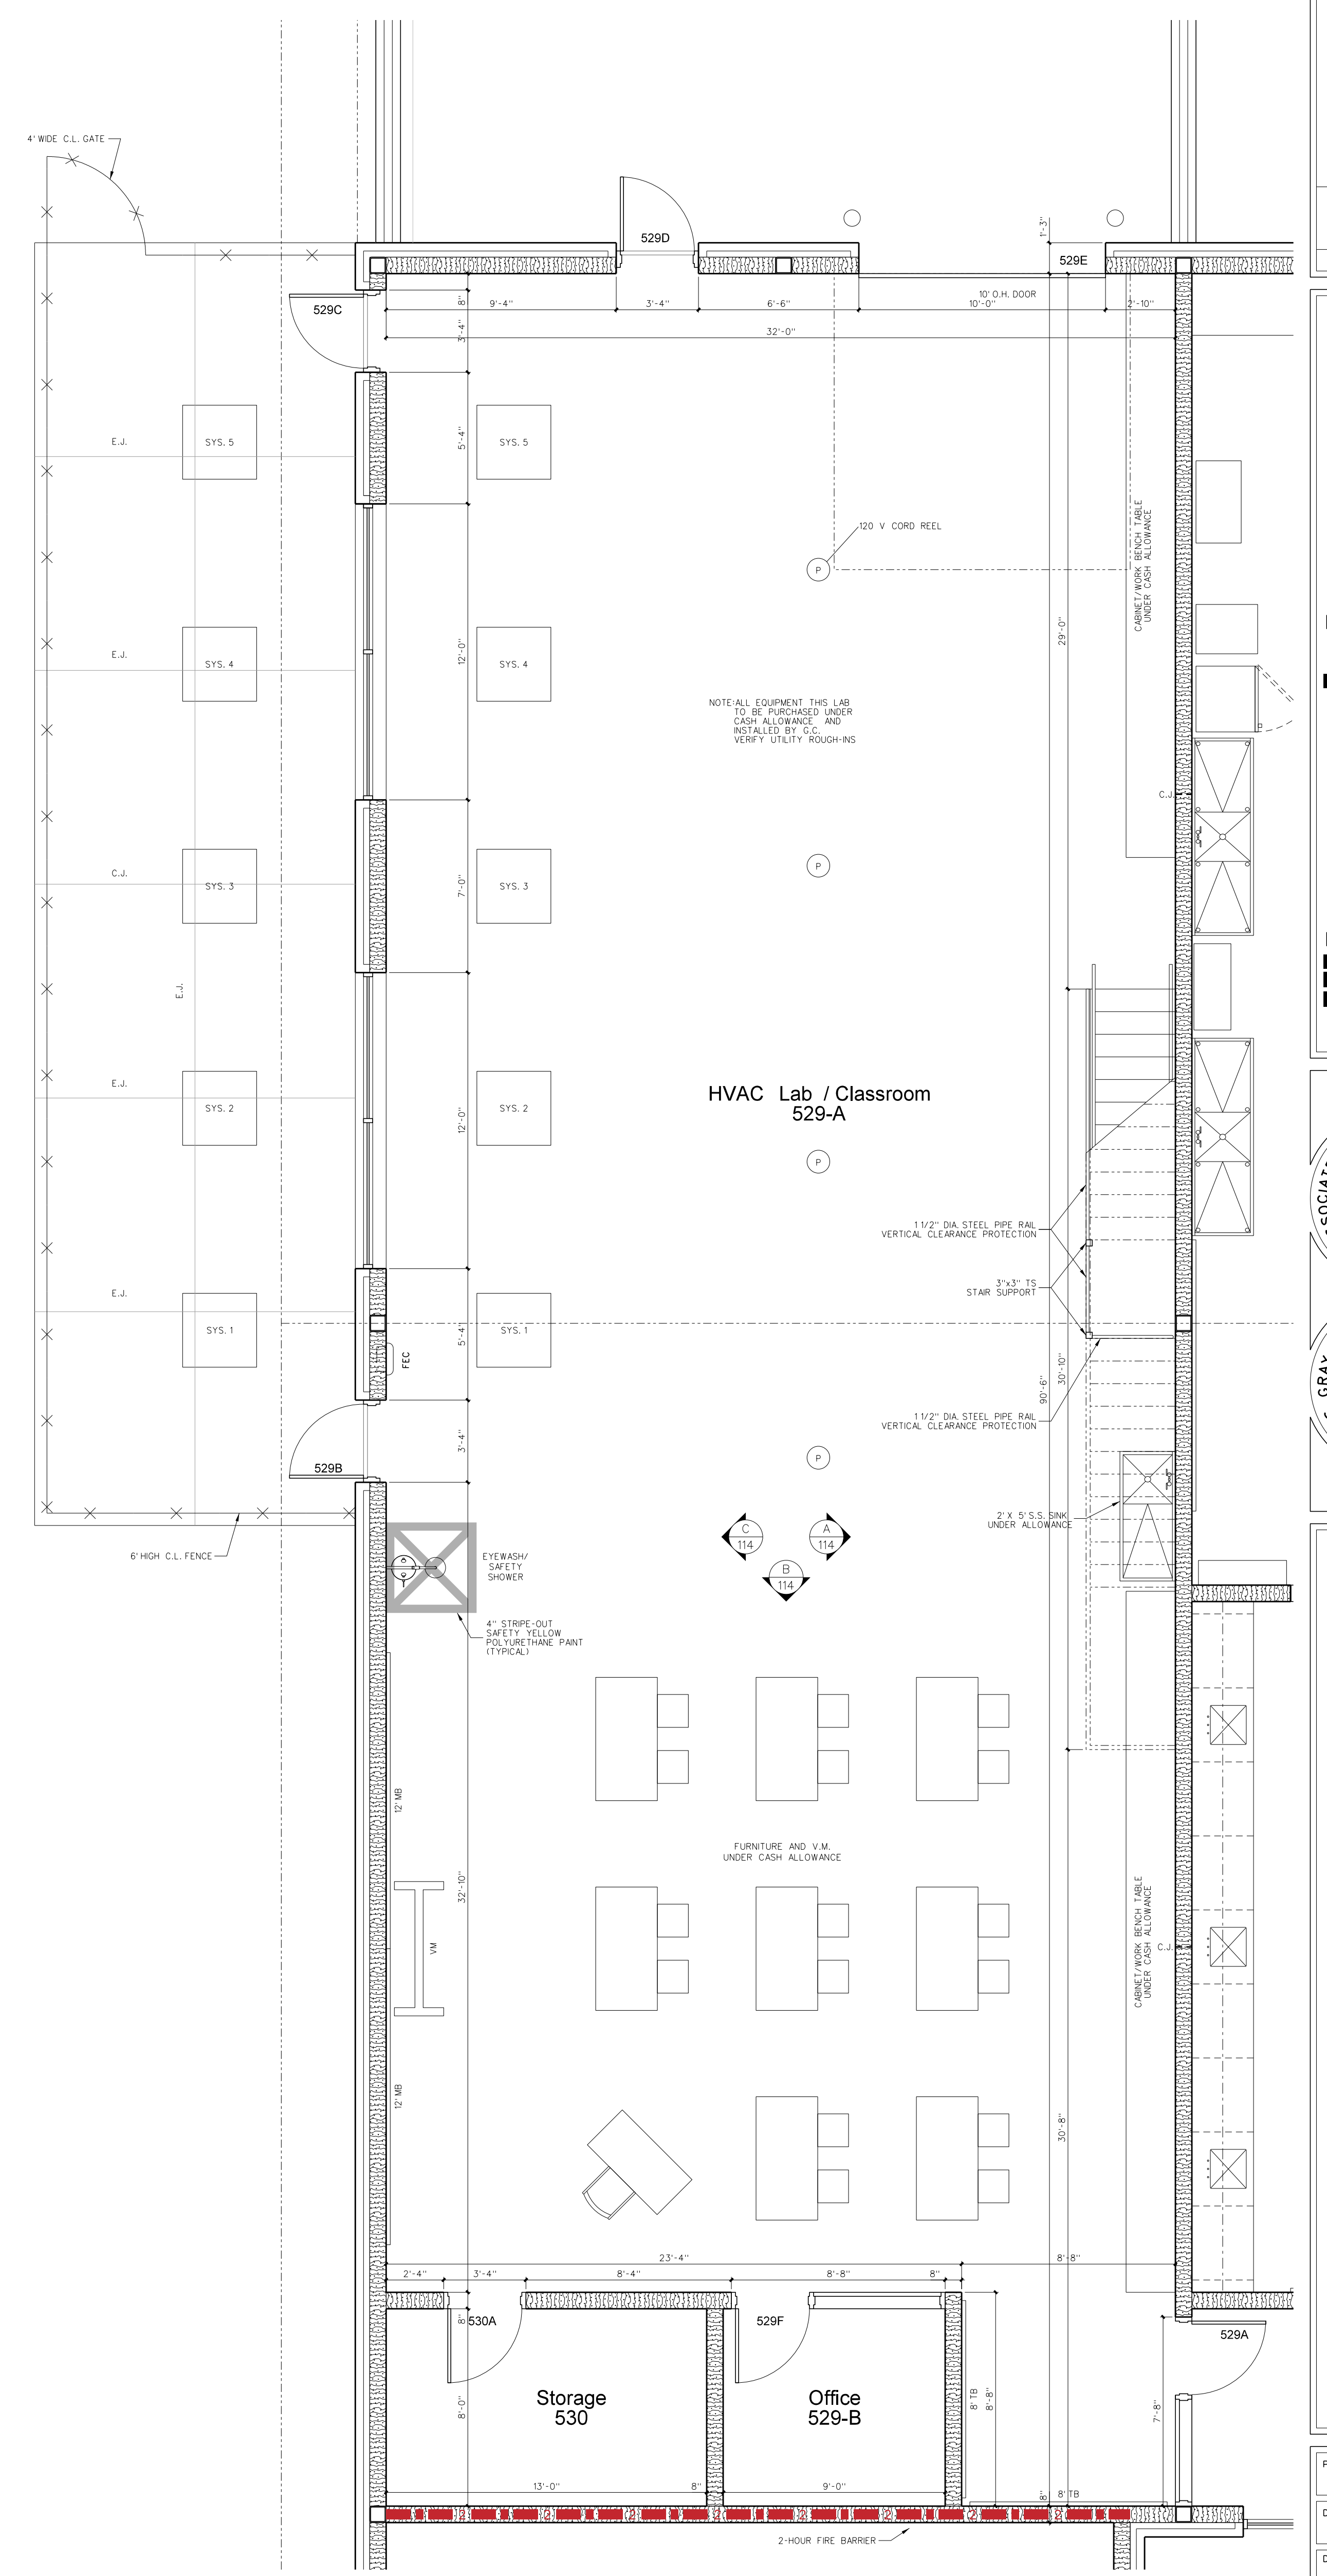 4' WIDE C.L. GATE
529D
529E
1'-3"
529C
8"
9'-4"
3'-4"
6'-6"
10' O.H. DOOR
10'-0"
2'-10"
3'-4"
32'-0"
E.J.
SYS. 5
5'-4"
SYS. 5
120 V CORD REEL
P
CABINET/WORK BENCH TABLE
UNDER CASH ALLOWANCE
29'-0"
E.J.
SYS. 4
12'-0"
SYS. 4
NOTE:ALL EQUIPMENT THIS LAB
TO BE PURCHASED UNDER
CASH ALLOWANCE AND
INSTALLED BY G.C.
VERIFY UTILITY ROUGH-INS
C.J.
C.J.
SYS. 3
7'-0"
SYS. 3
P
E.J.
E.J.
SYS. 2
12'-0"
SYS. 2
HVAC Lab / Classroom
529-A
P
1 1/2" DIA. STEEL PIPE RAIL
VERTICAL CLEARANCE PROTECTION
3"x3" TS
STAIR SUPPORT
E.J.
SYS. 1
5'-4"
SYS. 1
FEC
90'-6"
30'-10"
1 1/2" DIA. STEEL PIPE RAIL
VERTICAL CLEARANCE PROTECTION
GRAY
529B
3'-4"
P
2' X 5' S.S. SINK
UNDER ALLOWANCE
C
114
A
114
B
114
6' HIGH C.L. FENCE
EYEWASH/
SAFETY
SHOWER
4" STRIPE-OUT
SAFETY YELLOW
POLYURETHANE PAINT
(TYPICAL)
12' MB
FURNITURE AND V.M.
UNDER CASH ALLOWANCE
32'-10"
VM
CABINET/WORK BENCH TABLE
UNDER CASH ALLOWANCE
C.J.
12' MB
30'-8"
23'-4"
8'-8"
2'-4"
3'-4"
8'-4"
8'-8"
8"
8"
530A
529F
529A
Storage
530
Office
529-B
8'-0"
8' TB
8'-8"
7'-8"
13'-0"
8"
9'-0"
8"
8' TB
2 2 2 2 2 2 2 2
2-HOUR FIRE BARRIER